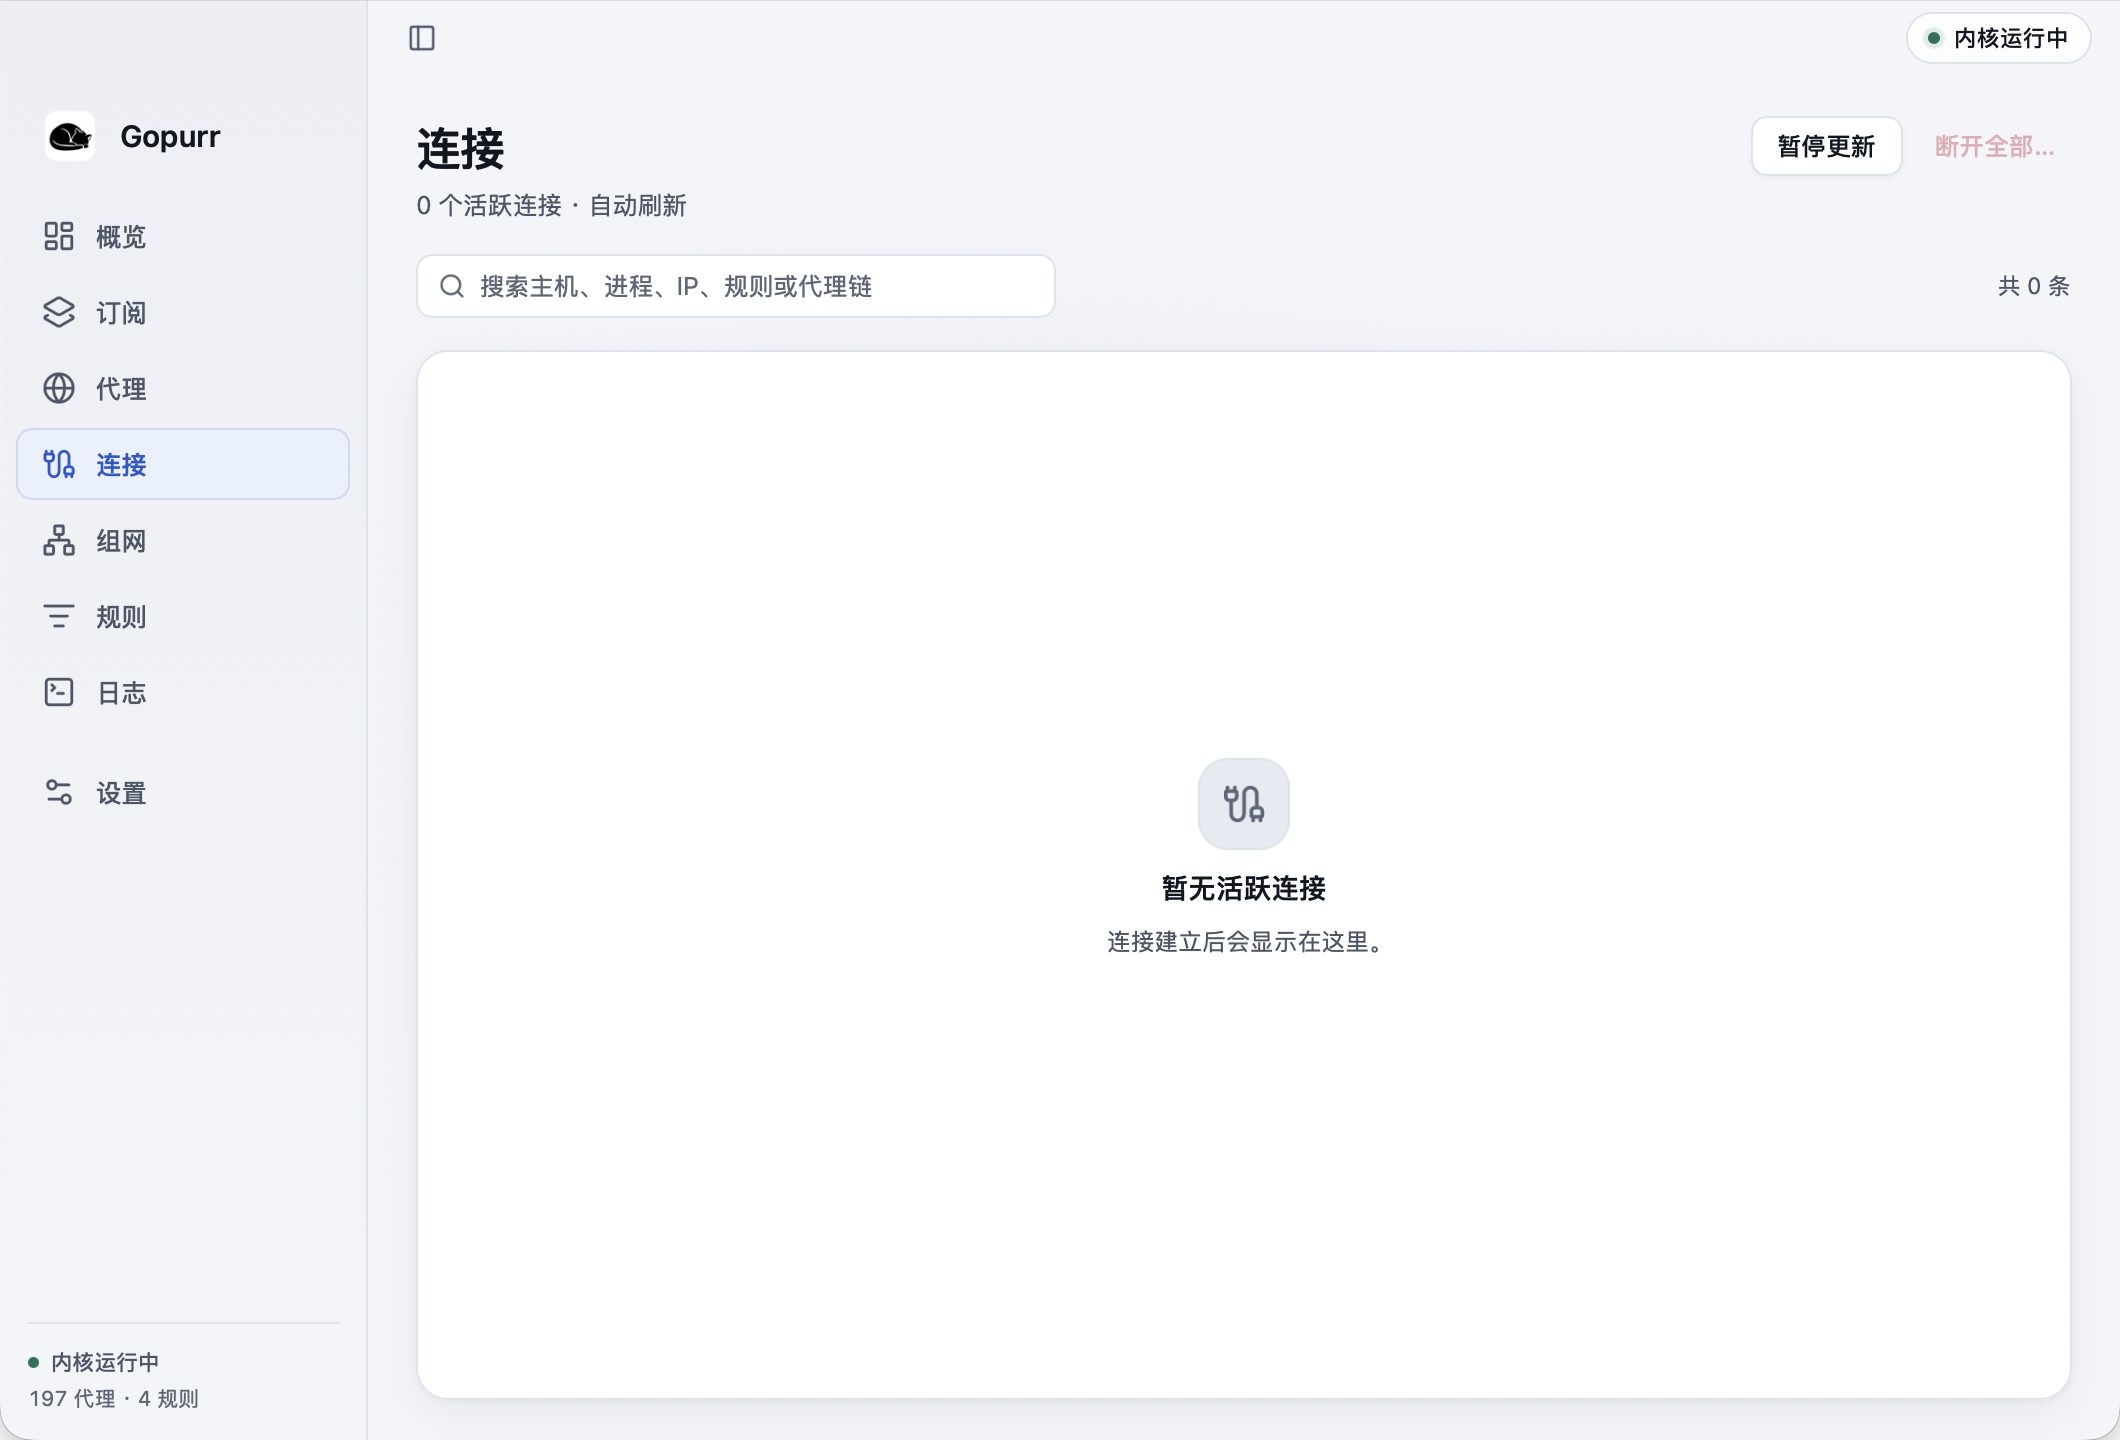 内核运行中
Gopurr
概览
订阅
代理
连接
组网
规则
日志
设置
内核运行中
197 代理 · 4 规则
连接
暂停更新
断开全部...
0 个活跃连接 · 自动刷新
搜索主机、进程、IP、规则或代理链
共 0 条
暂无活跃连接
连接建立后会显示在这里。